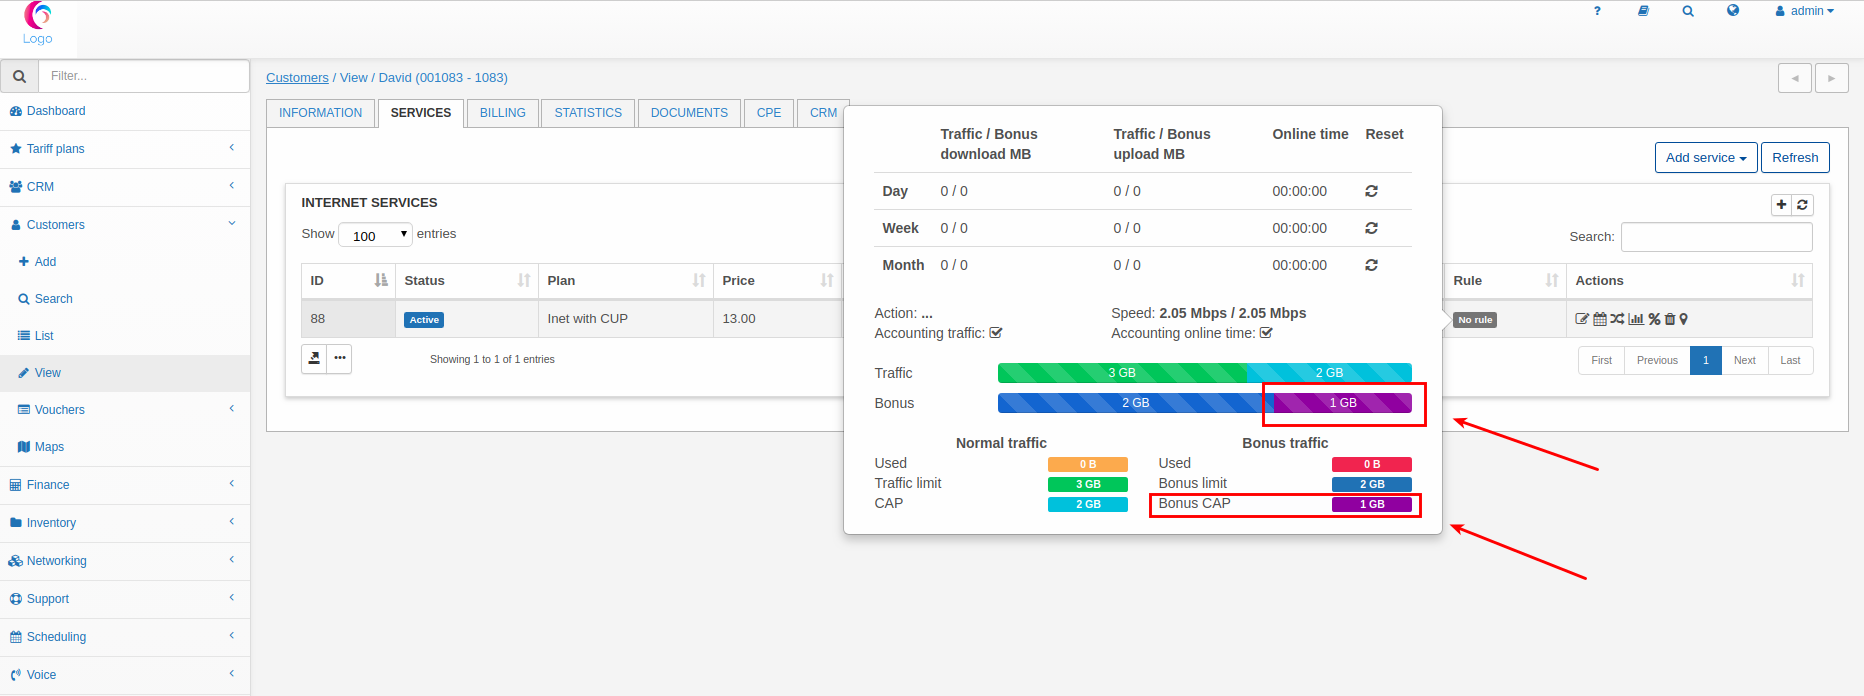 Logo
? admin
Filter...
Customers / View / David (001083 - 1083)
Dashboard
Tariff plans
CRM
Customers
Add
Search
List
View
Vouchers
Maps
Finance
Inventory
Networking
Support
Scheduling
Voice
INFORMATION SERVICES BILLING STATISTICS DOCUMENTS CPE CRM
Add service Refresh
INTERNET SERVICES
Show 100 entries
Search:
ID Status Plan Price Rule Actions
88 Active Inet with CUP 13.00 No rule
Showing 1 to 1 of 1 entries
First Previous 1 Next Last
Traffic / Bonus download MB Traffic / Bonus upload MB Online time Reset
Day 0 / 0 0 / 0 00:00:00
Week 0 / 0 0 / 0 00:00:00
Month 0 / 0 0 / 0 00:00:00
Action: ... Speed: 2.05 Mbps / 2.05 Mbps
Accounting traffic: Accounting online time:
Traffic 3 GB 2 GB
Bonus 2 GB 1 GB
Normal traffic Bonus traffic
Used 0 B Used 0 B
Traffic limit 3 GB Bonus limit 2 GB
CAP 2 GB Bonus CAP 1 GB